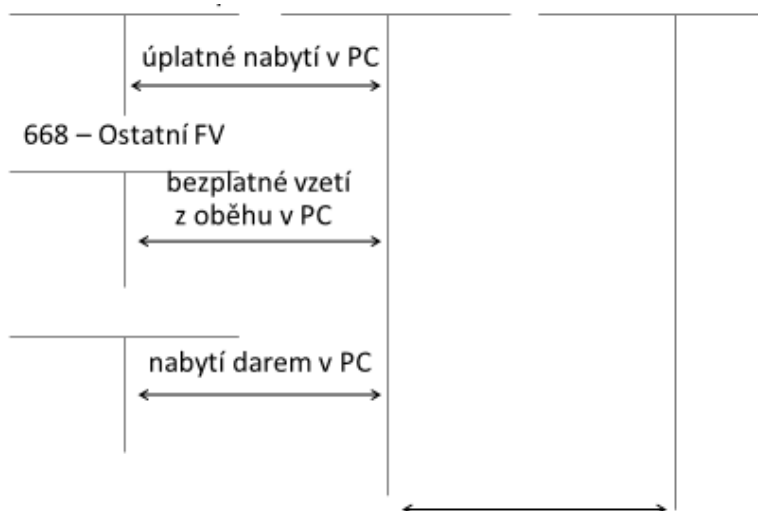 úplatné nabytí v PC
668 – Ostatní FV
bezplatné vzetí
z oběhu v PC
nabytí darem v PC